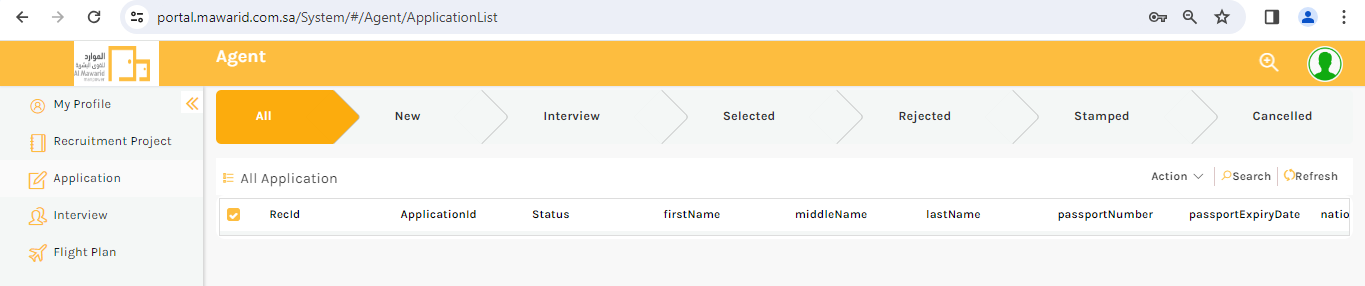 portal.mawarid.com.sa/System/#/Agent/ApplicationList
الموارد
للقوى البشرية
Al Mawarid
Agent
My Profile
Recruitment Project
Application
Interview
Flight Plan
All
New
Interview
Selected
Rejected
Stamped
Cancelled
All Application
Action
Search
Refresh
RecId ApplicationId Status firstName middleName lastName passportNumber passportExpiryDate natio